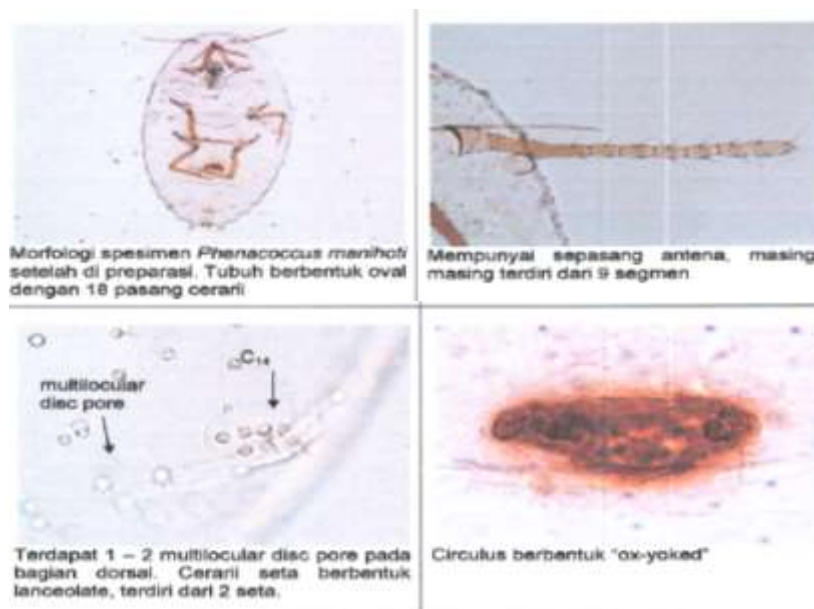 Morfologi spesimen Phenacoccus manihoti
setelah di preparasi. Tubuh berbentuk oval
dengan 18 pasang cerarii
Mempunyai sepasang antena, masing
masing terdiri dari 9 segmen
multilocular
disc pore
C14
Terdapat 1 – 2 multilocular disc pore pada
bagian dorsal. Cerarii seta berbentuk
lanceolate, terdiri dari 2 seta.
Circulus berbentuk "ox-yoked"